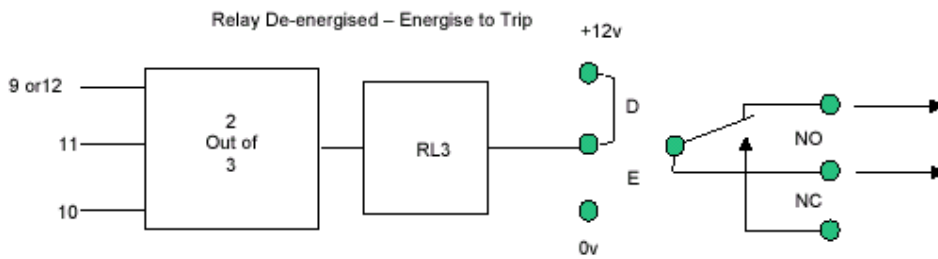 Relay De-energised – Energise to Trip
+12v
9 or12
11
10
2
Out of
3
RL3
D
E
0v
NO
NC